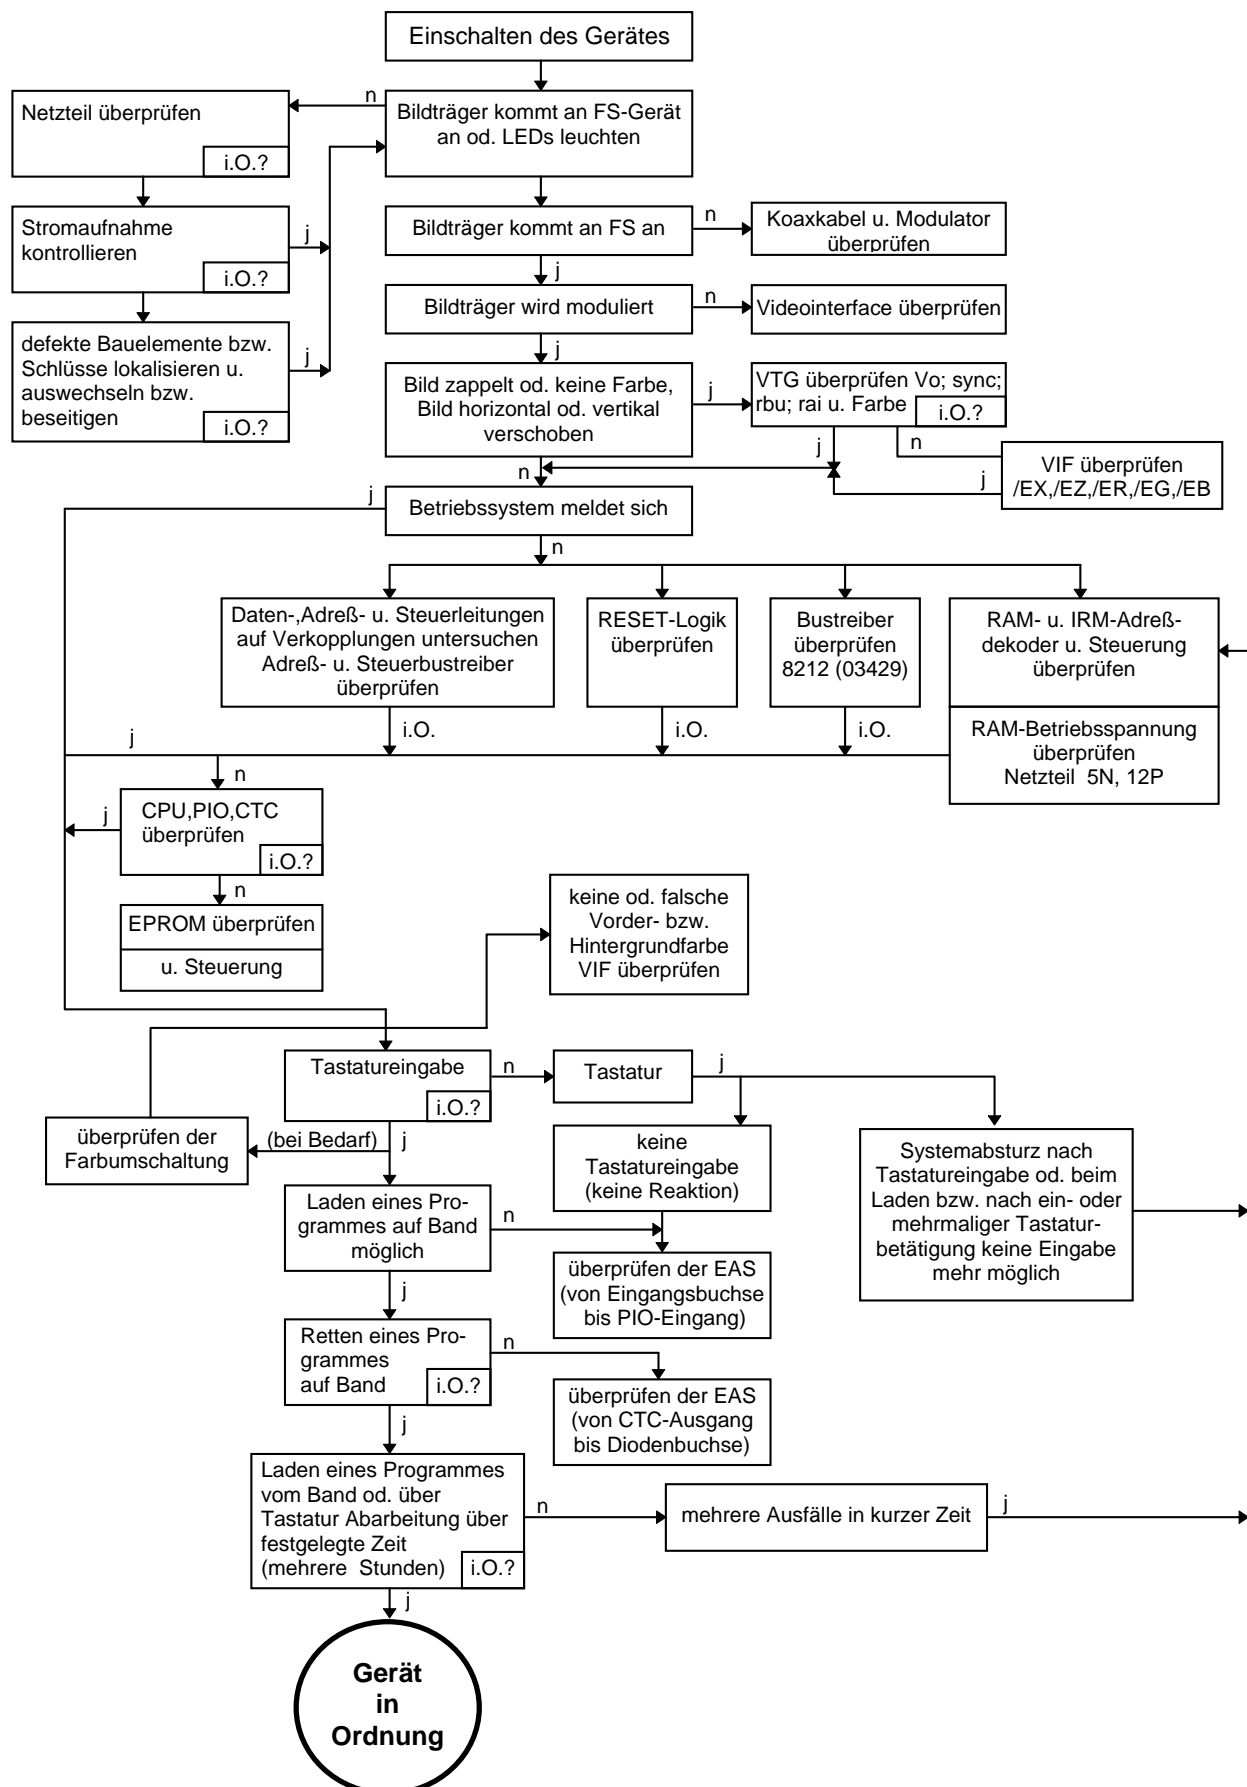 Einschalten des Gerätes
n
Netzteil überprüfen
i.O.?
Bildträger kommt an FS-Gerät
an od. LEDs leuchten
Stromaufnahme
kontrollieren
i.O.?
j
Bildträger kommt an FS an
n
Koaxkabel u. Modulator
überprüfen
j
Bildträger wird moduliert
n
Videointerface überprüfen
defekte Bauelemente bzw.
Schlüsse lokalisieren u.
auswechseln bzw.
beseitigen
i.O.?
j
j
Bild zappelt od. keine Farbe,
Bild horizontal od. vertikal
verschoben
j
VTG überprüfen Vo; sync;
rbu; rai u. Farbe
i.O.?
j
n
VIF überprüfen
/EX,/EZ,/ER,/EG,/EB
j
n
j
Betriebssystem meldet sich
n
Daten-,Adreß- u. Steuerleitungen
auf Verkopplungen untersuchen
Adreß- u. Steuerbustreiber
überprüfen
RESET-Logik
überprüfen
Bustreiber
überprüfen
8212 (03429)
RAM- u. IRM-Adreß-
dekoder u. Steuerung
überprüfen
i.O.
i.O.
i.O.
RAM-Betriebsspannung
überprüfen
Netzteil 5N, 12P
j
n
j
CPU,PIO,CTC
überprüfen
i.O.?
n
EPROM überprüfen
u. Steuerung
keine od. falsche
Vorder- bzw.
Hintergrundfarbe
VIF überprüfen
Tastatureingabe
i.O.?
n
Tastatur
j
überprüfen der
Farbumschaltung
(bei Bedarf)
j
keine
Tastatureingabe
(keine Reaktion)
Systemabsturz nach
Tastatureingabe od. beim
Laden bzw. nach ein- oder
mehrmaliger Tastatur-
betätigung keine Eingabe
mehr möglich
Laden eines Pro-
grammes auf Band
möglich
n
überprüfen der EAS
(von Eingangsbuchse
bis PIO-Eingang)
j
Retten eines Pro-
grammes
auf Band
i.O.?
n
überprüfen der EAS
(von CTC-Ausgang
bis Diodenbuchse)
j
Laden eines Programmes
vom Band od. über
Tastatur Abarbeitung über
festgelegte Zeit
(mehrere Stunden)
i.O.?
n
mehrere Ausfälle in kurzer Zeit
j
j
Gerät
in
Ordnung